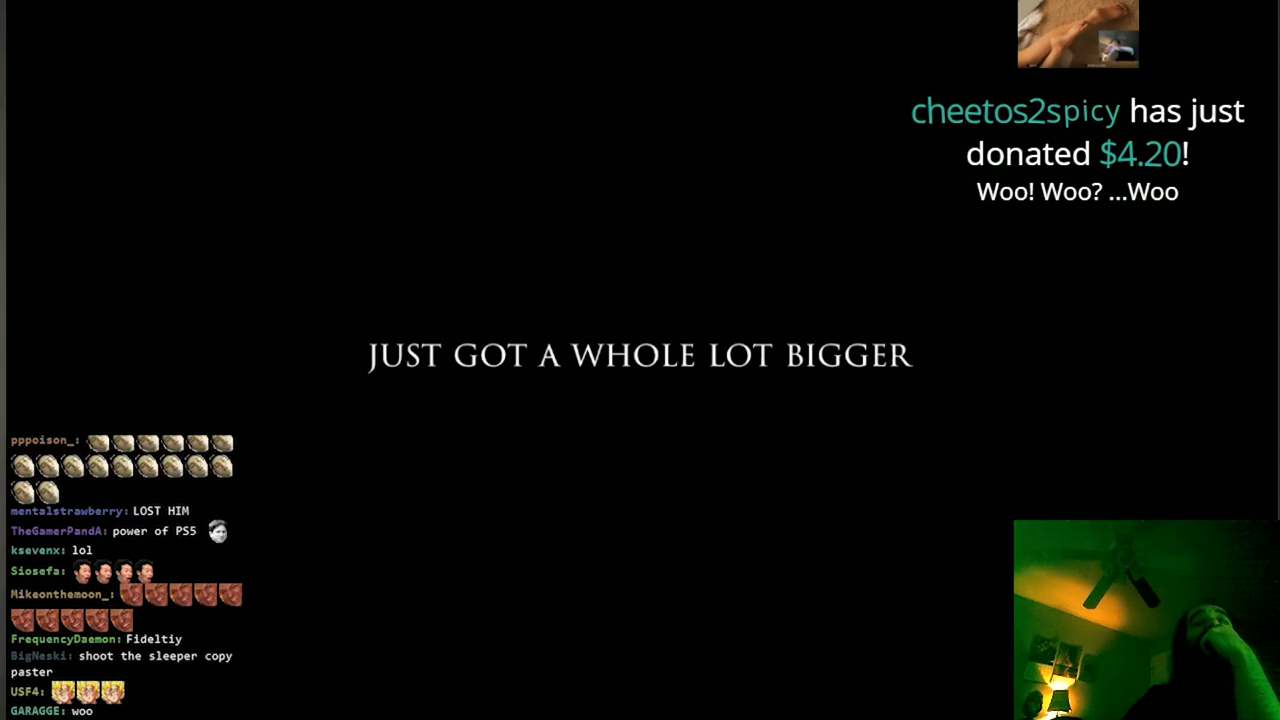 cheetos2spicy has just
donated $4.20!
Woo! Woo? ...Woo
JUST GOT A WHOLE LOT BIGGER
pppoison_:
mentalstrawberry: LOST HIM
TheGamerPandA: power of PS5
ksevenx: lol
Siosefa:
Mikeonthemoon_:
FrequencyDaemon: Fideltiy
BigNeski: shoot the sleeper copy
paster
USF4:
GARAGGE: woo